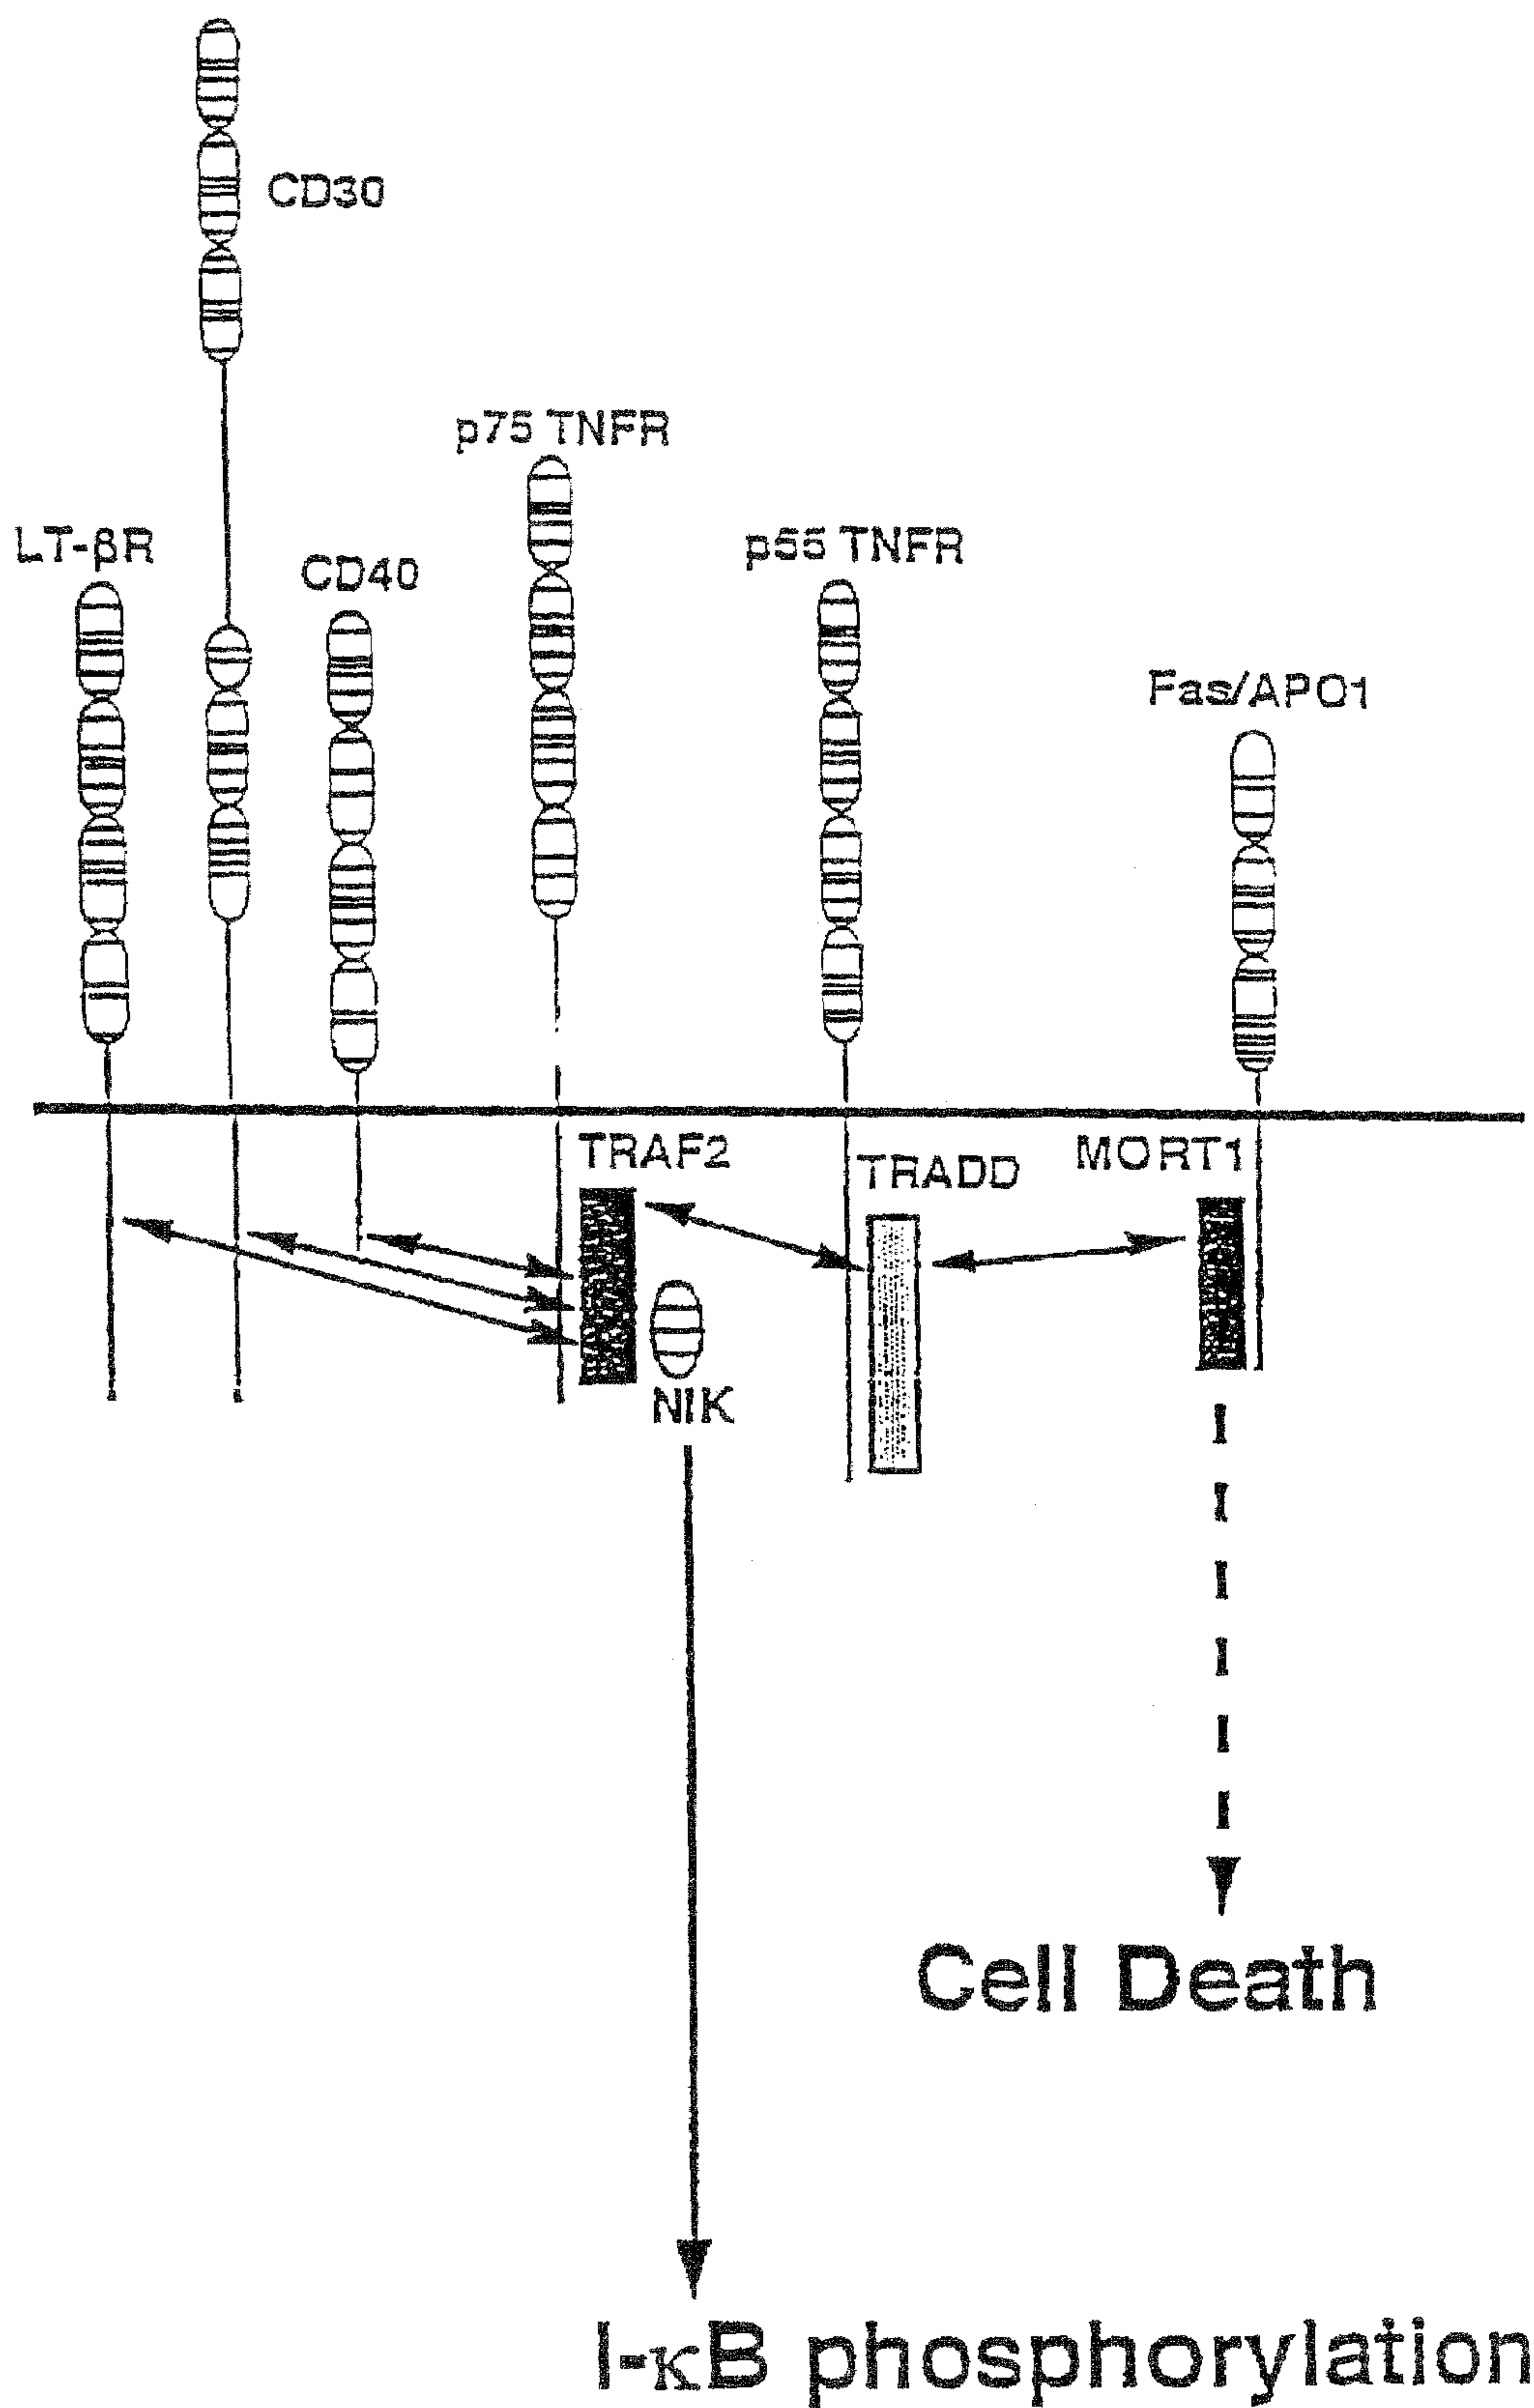 CD30
p75 TNFR
LT-βR
CD40
p55 TNFR
Fas/APO1
TRAF2
TRADD
MORT1
NIK
Cell Death
I-κB phosphorylation